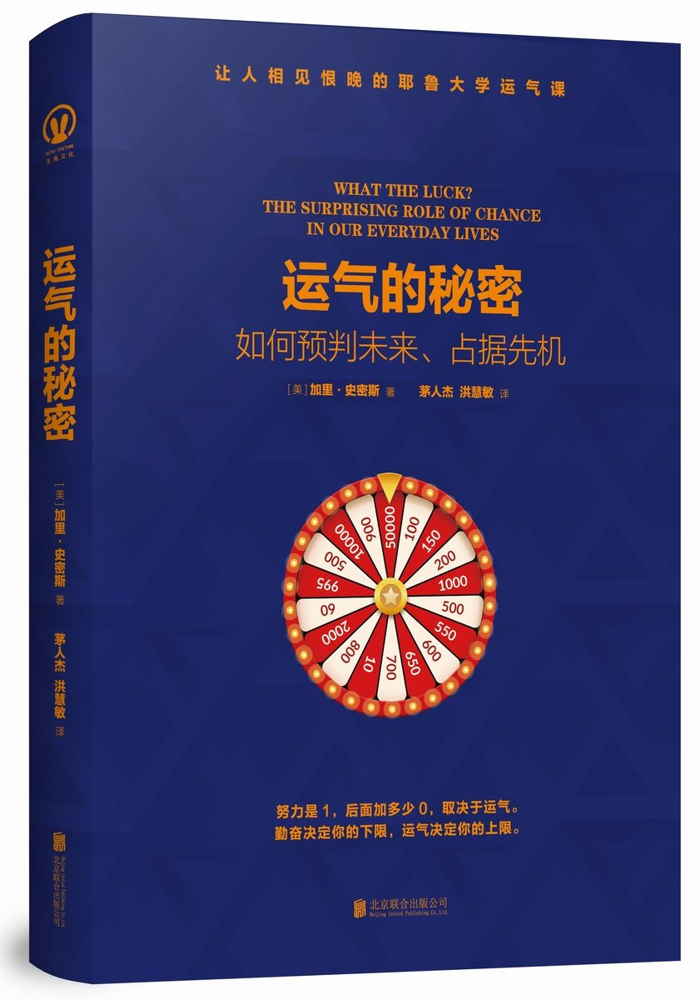 让人相见恨晚的耶鲁大学运气课
WHAT THE LUCK?
THE SURPRISING ROLE OF CHANCE
IN OUR EVERYDAY LIVES
运气的秘密
如何预判未来、占据先机
[美]加里·史密斯 著 茅人杰 洪慧敏 译
50000
100
150
200
1000
500
550
600
650
700
10
800
2000
60
995
500
10000
900
努力是1，后面加多少0，取决于运气。
勤奋决定你的下限，运气决定你的上限。
北京联合出版公司
Beijing United Publishing Co.,Ltd.
YUTU CULTURE
玉兔文化
运气的秘密
[美]加里·史密斯 著
茅人杰 洪慧敏 译
北京联合出版公司
Beijing United Publishing Co.,Ltd.